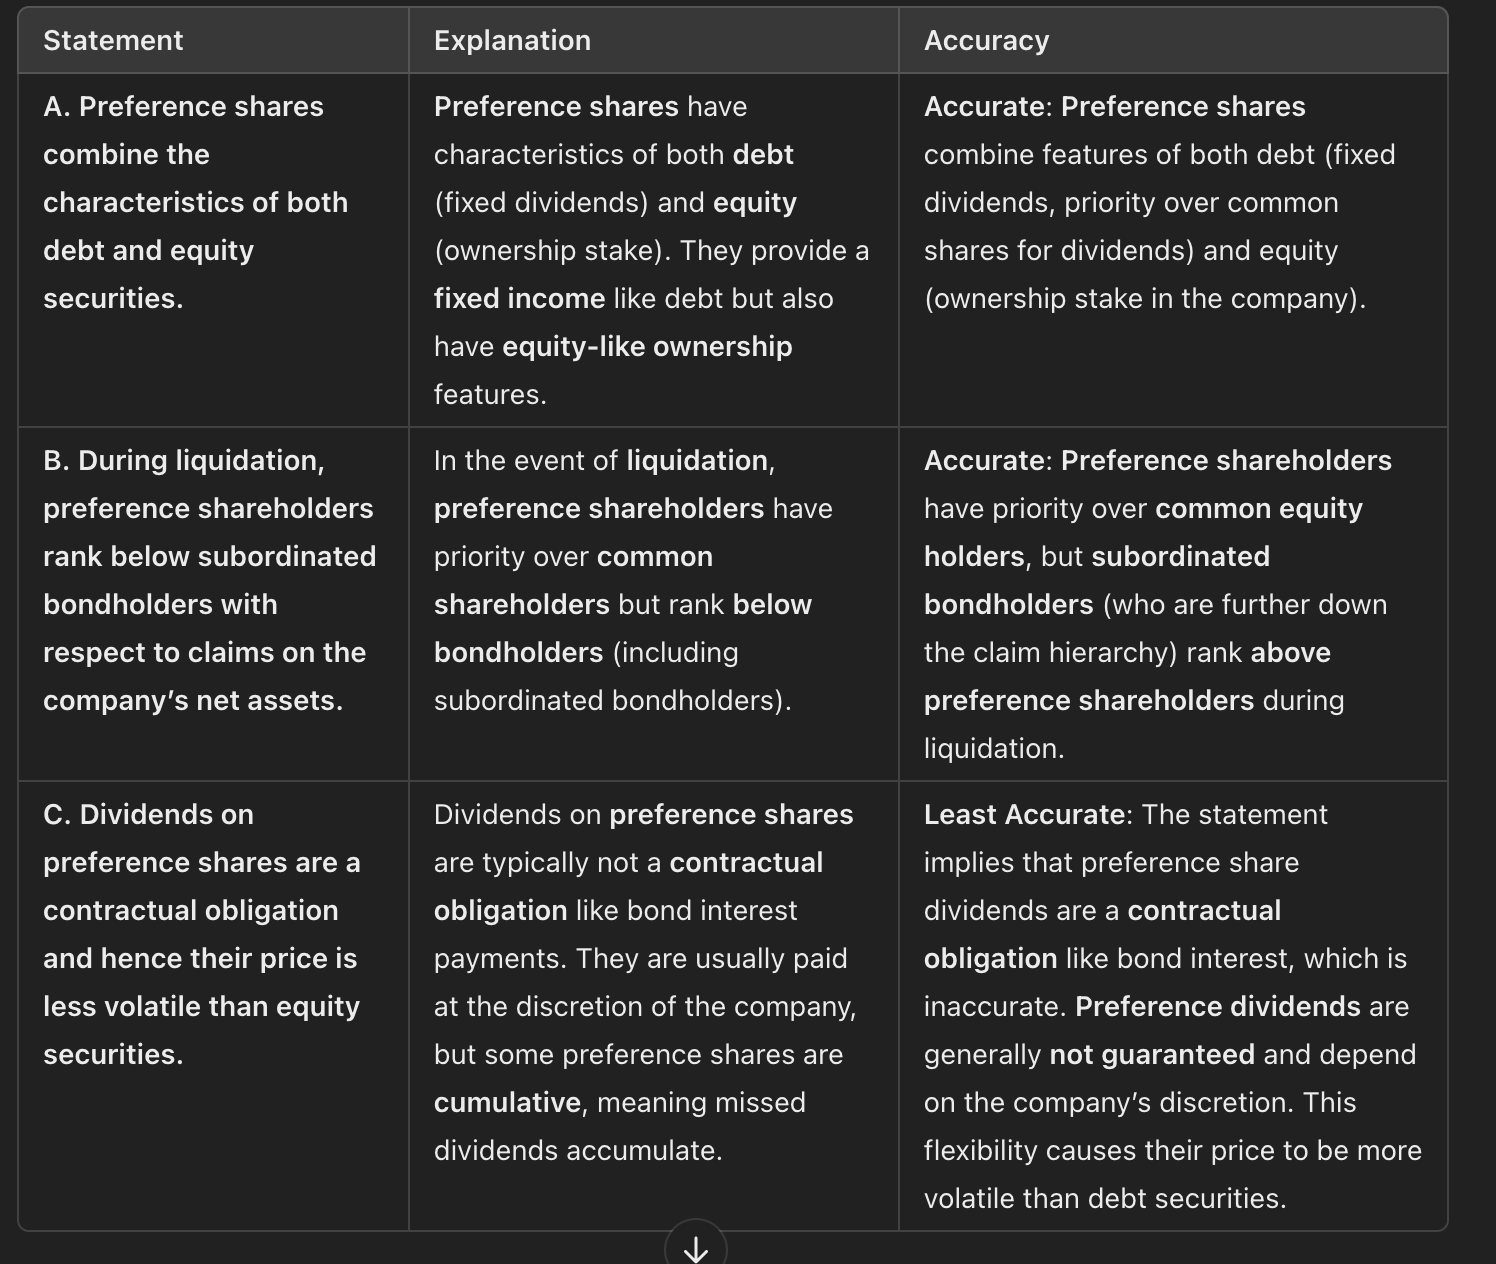 Statement
Explanation
Accuracy
A. Preference shares
combine the
characteristics of both
debt and equity
securities.
Preference shares have
characteristics of both debt
(fixed dividends) and equity
(ownership stake). They provide a
fixed income like debt but also
have equity-like ownership
features.
Accurate: Preference shares
combine features of both debt (fixed
dividends, priority over common
shares for dividends) and equity
(ownership stake in the company).
B. During liquidation,
preference shareholders
rank below subordinated
bondholders with
respect to claims on the
company’s net assets.
In the event of liquidation,
preference shareholders have
priority over common
shareholders but rank below
bondholders (including
subordinated bondholders).
Accurate: Preference shareholders
have priority over common equity
holders, but subordinated
bondholders (who are further down
the claim hierarchy) rank above
preference shareholders during
liquidation.
C. Dividends on
preference shares are a
contractual obligation
and hence their price is
less volatile than equity
securities.
Dividends on preference shares
are typically not a contractual
obligation like bond interest
payments. They are usually paid
at the discretion of the company,
but some preference shares are
cumulative, meaning missed
dividends accumulate.
Least Accurate: The statement
implies that preference share
dividends are a contractual
obligation like bond interest, which is
inaccurate. Preference dividends are
generally not guaranteed and depend
on the company’s discretion. This
flexibility causes their price to be more
volatile than debt securities.